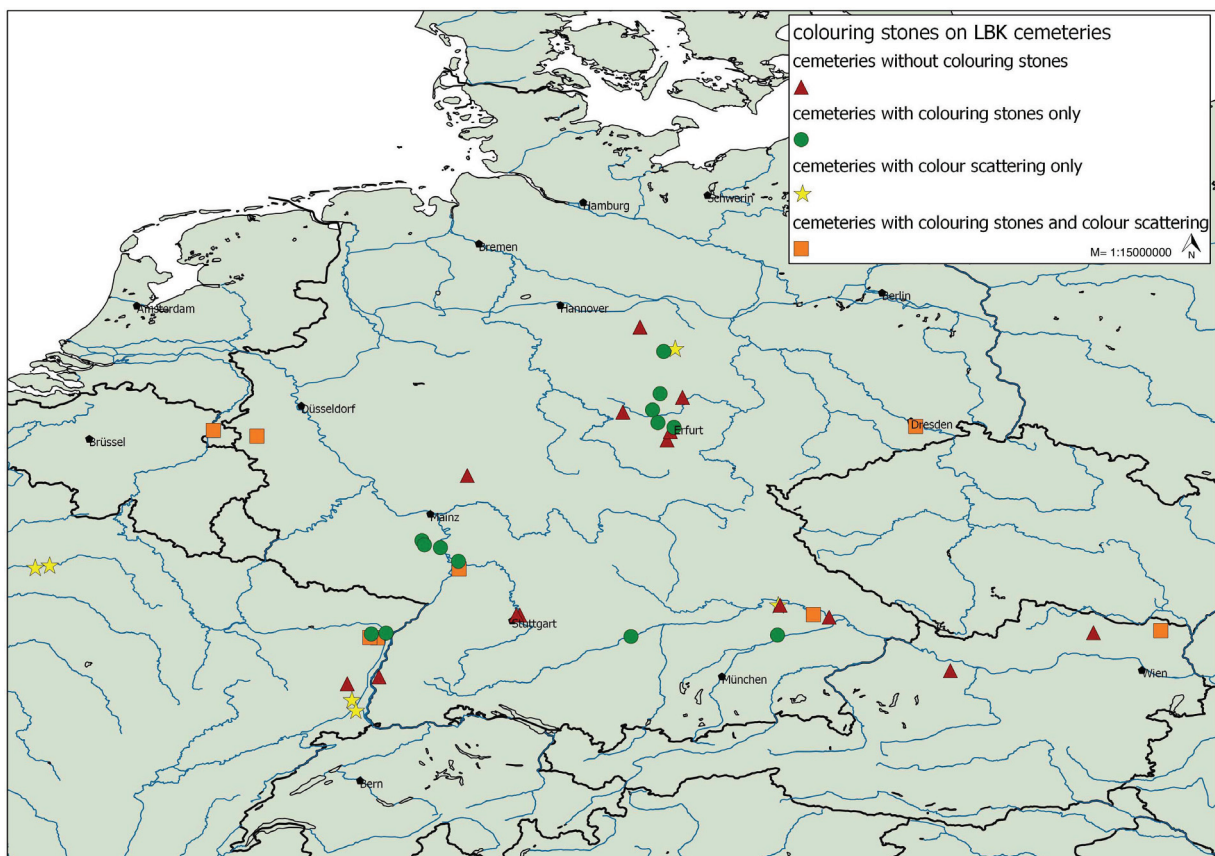 colouring stones on LBK cemeteries
cemeteries without colouring stones
cemeteries with colouring stones only
cemeteries with colour scattering only
cemeteries with colouring stones and colour scattering
M= 1:15000000
N
Hamburg
Schwerin
Bremen
Berlin
Amsterdam
Hannover
Düsseldorf
Brüssel
Erfurt
Dresden
Mainz
Stuttgart
München
Wien
Bern